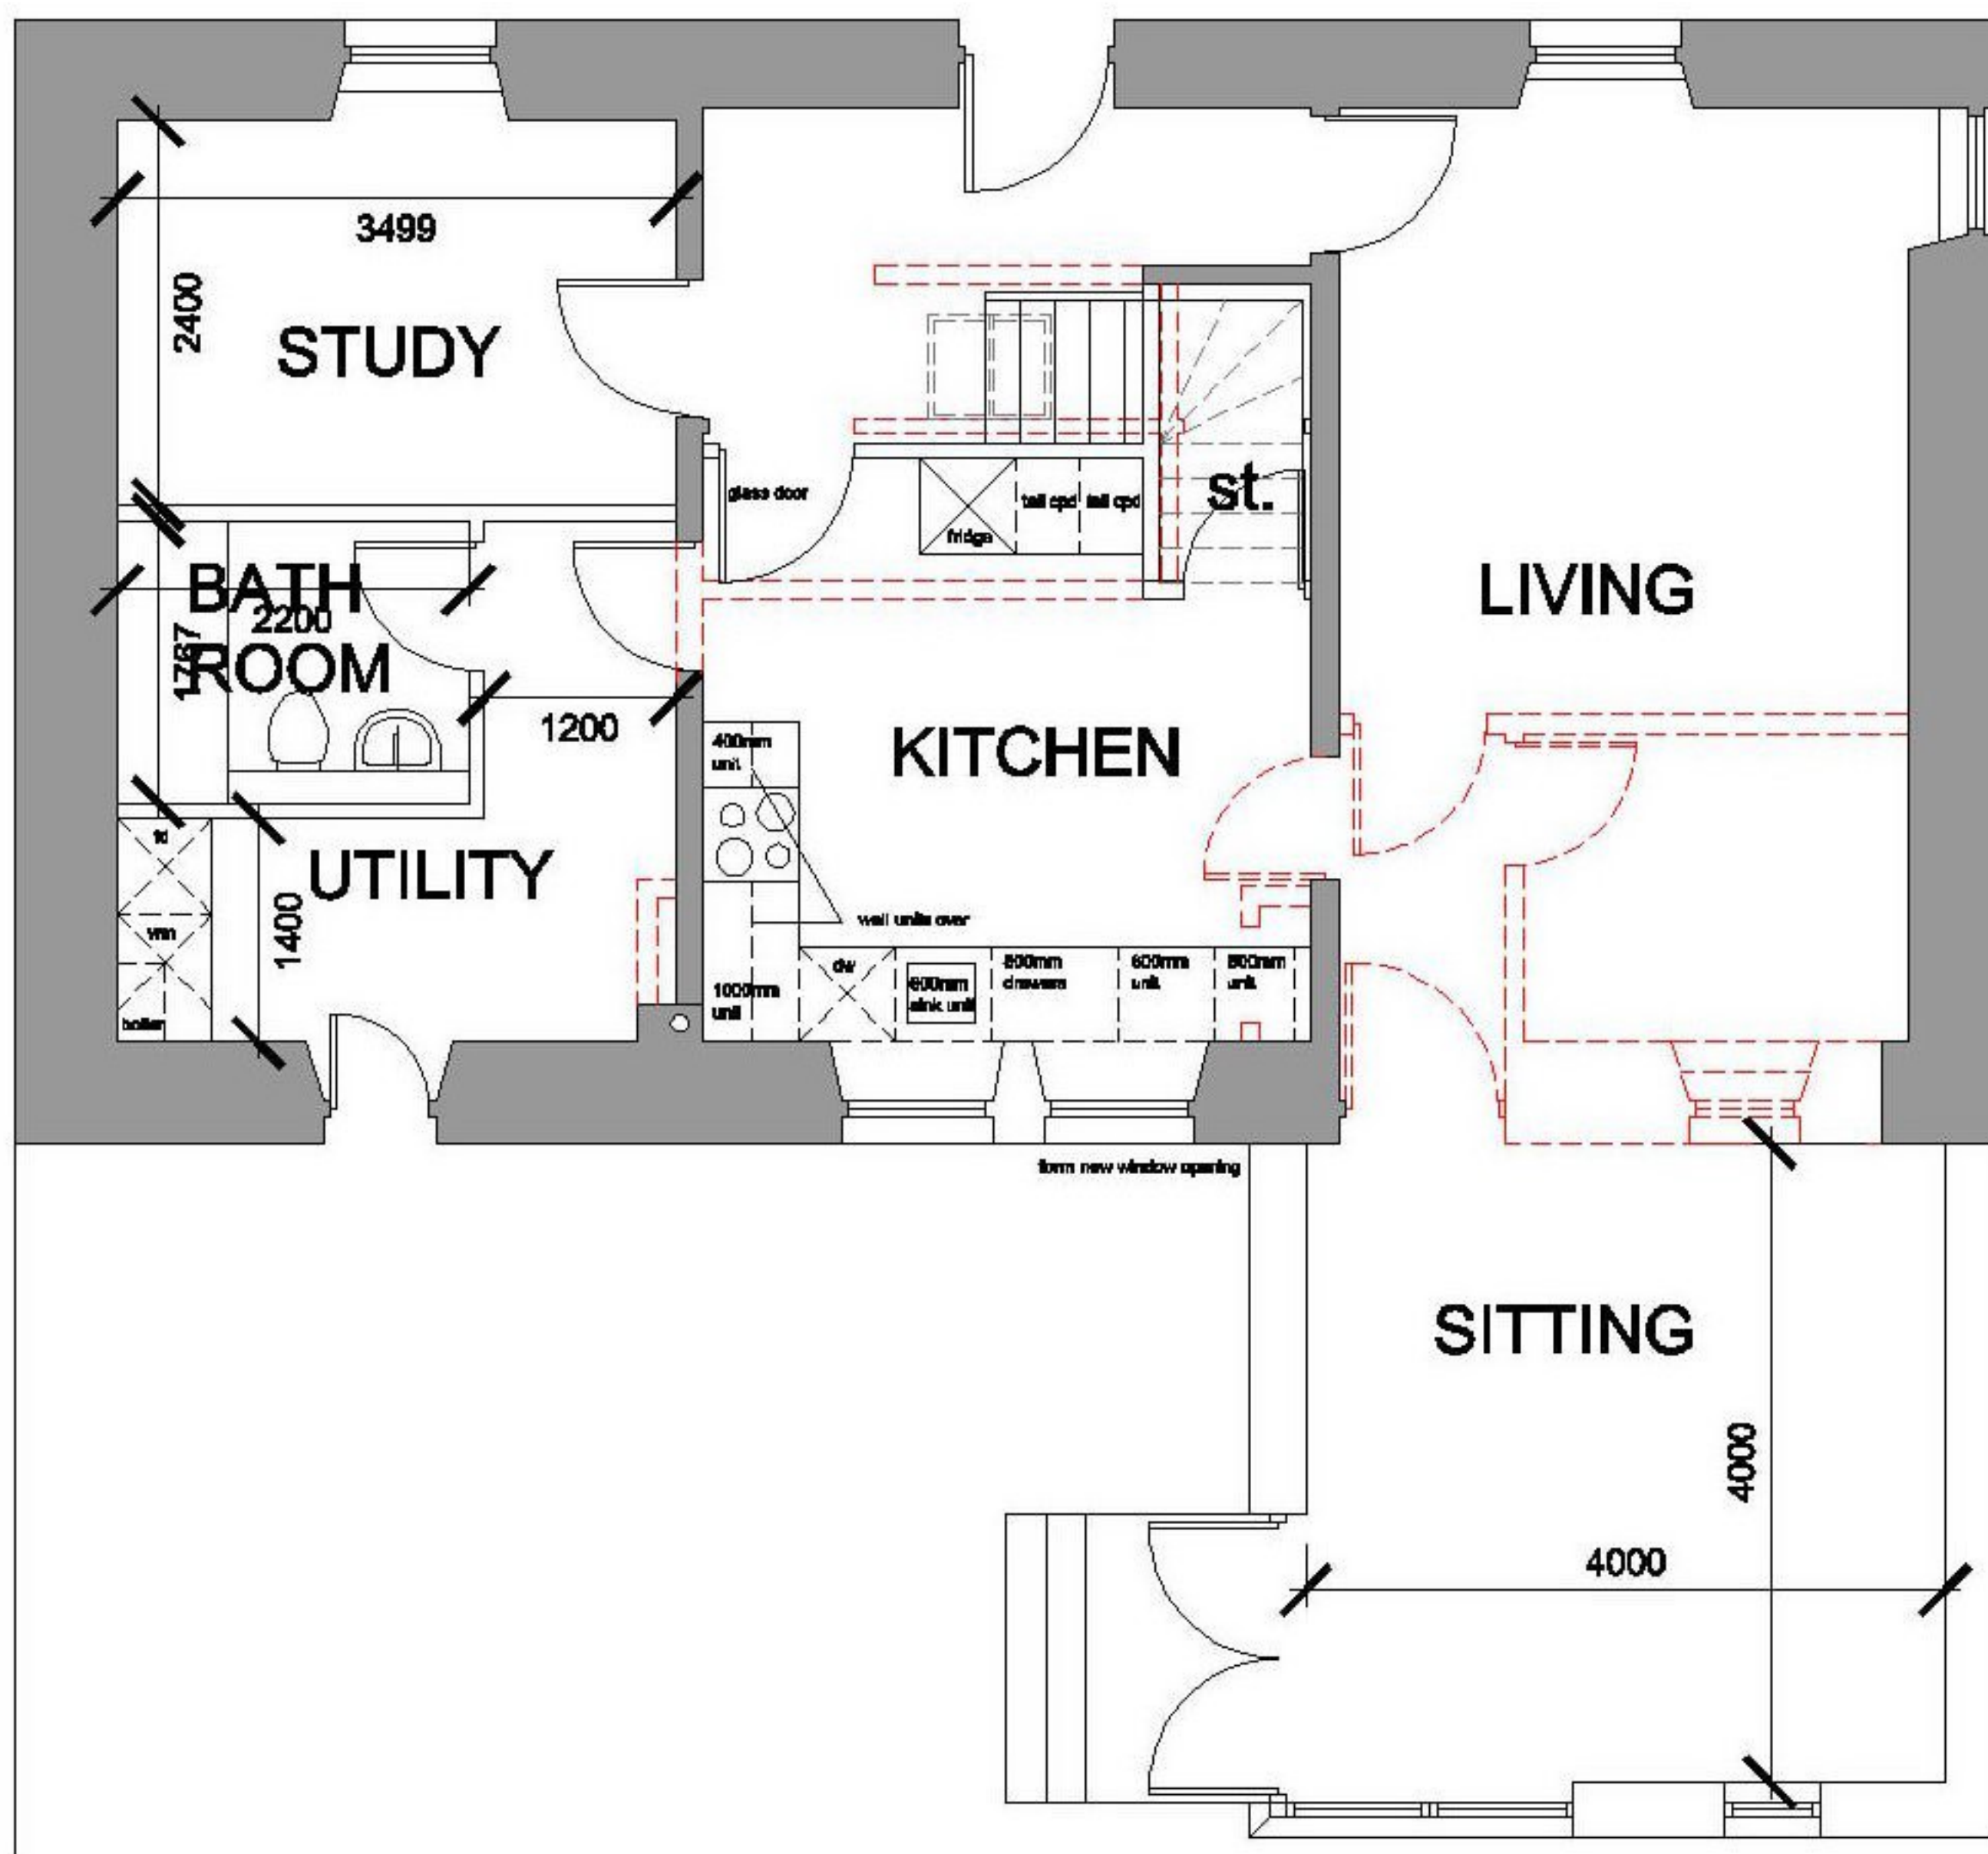 3499
2400
STUDY
glass door
tall cpd
tall cpd
fridge
st.
BATH
ROOM
2200
1767
1200
LIVING
400mm
unit
KITCHEN
td
wm
boiler
UTILITY
1400
wall units over
1000mm
unit
dw
600mm
sink unit
800mm
drawers
600mm
unit
unit
form new window opening
SITTING
4000
4000